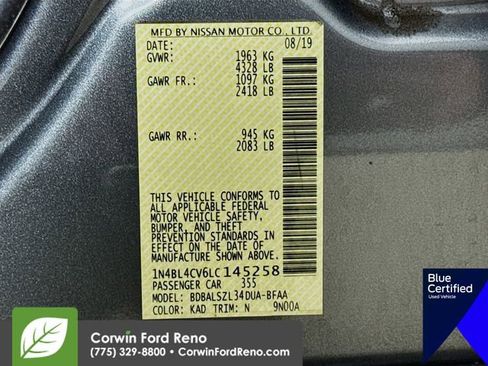 MFD BY NISSAN MOTOR CO., LTD.
DATE: 08/19
GVWR: 1963 KG
4328 LB
GAWR FR.: 1097 KG
2418 LB
GAWR RR.: 945 KG
2083 LB
THIS VEHICLE CONFORMS TO
ALL APPLICABLE FEDERAL
MOTOR VEHICLE SAFETY,
BUMPER, AND THEFT
PREVENTION STANDARDS
IN EFFECT ON THE DATE OF
MANUFACTURE SHOWN ABOVE.
1N4BL4CV6LC145258
PASSENGER CAR 355
MODEL: BDBALSZL34DUA-BFAA
COLOR: KAD TRIM: N 9N00A
Blue
Certified
Used Vehicle
Corwin Ford Reno
(775) 329-8800 • CorwinFordReno.com